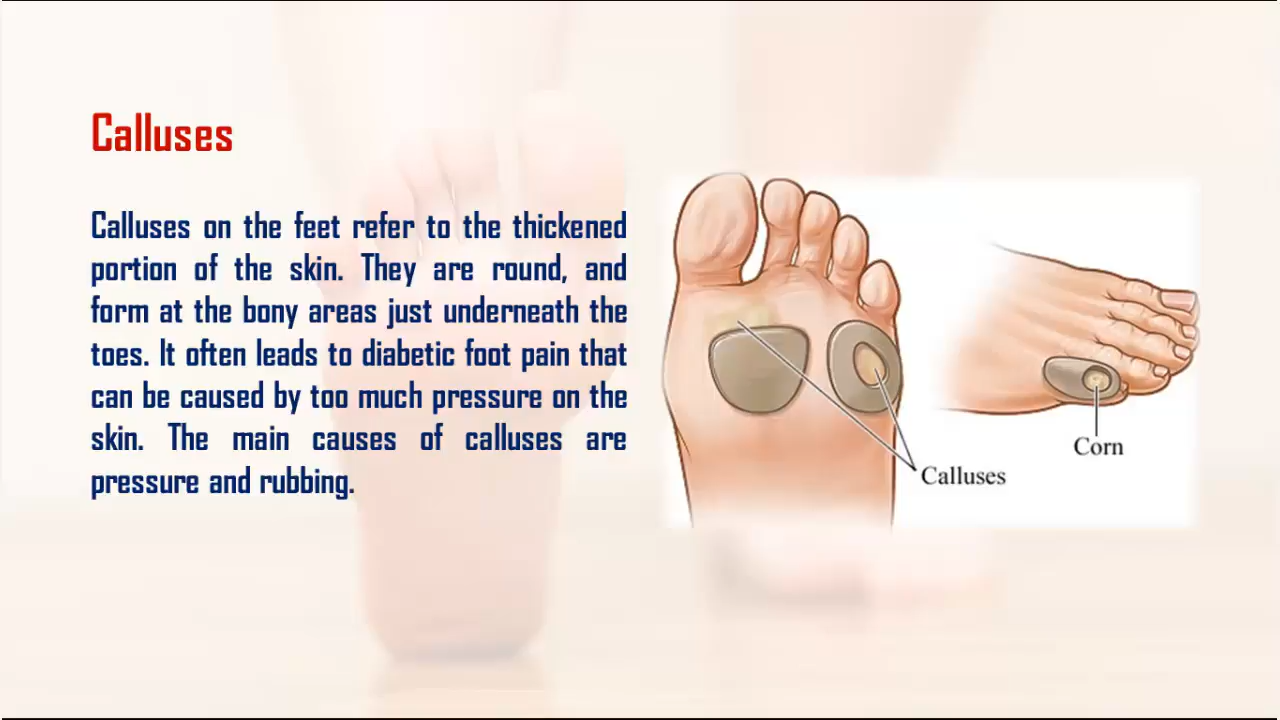 Calluses
Calluses on the feet refer to the thickened
portion of the skin. They are round, and
form at the bony areas just underneath the
toes. It often leads to diabetic foot pain that
can be caused by too much pressure on the
skin. The main causes of calluses are
pressure and rubbing.
Corn
Calluses